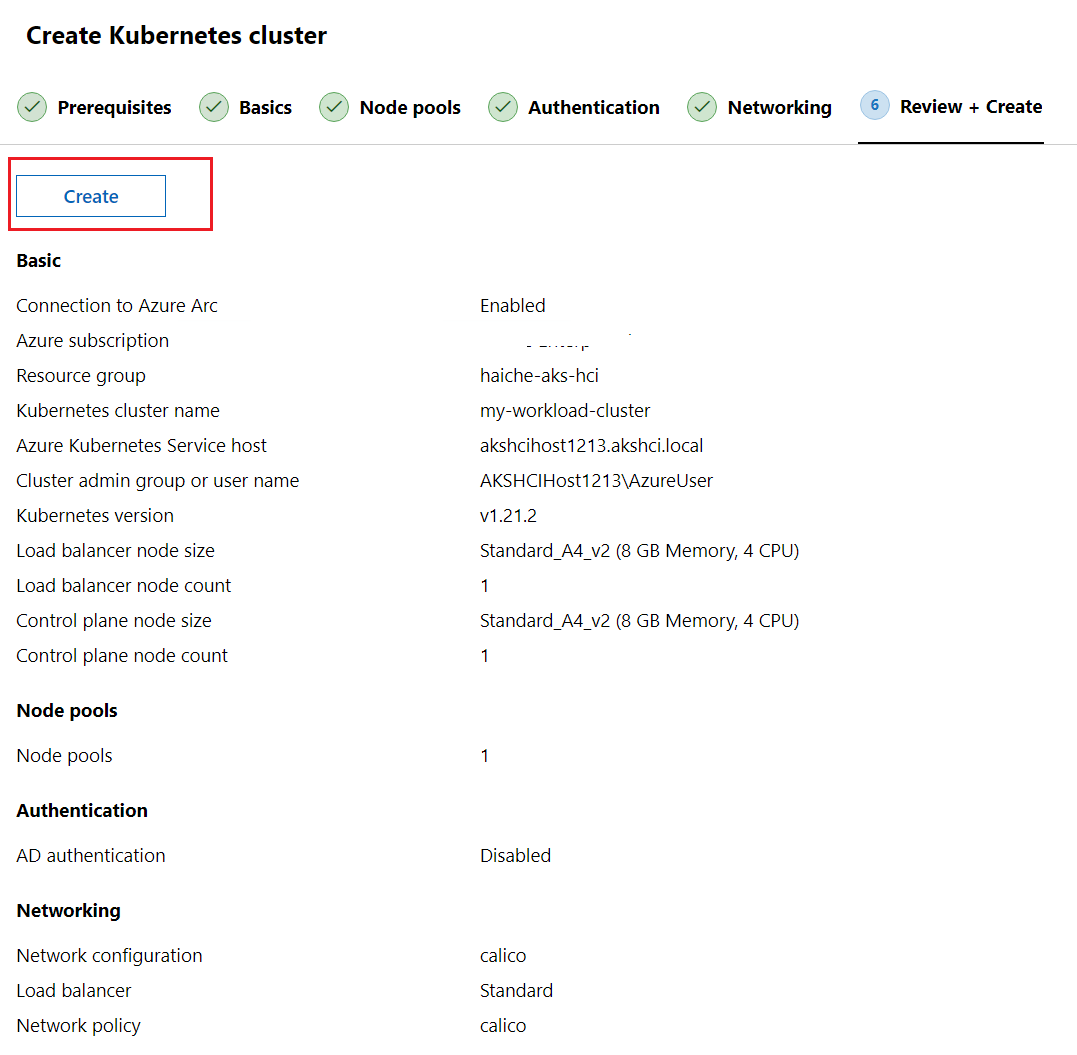 Create Kubernetes cluster
Prerequisites Basics Node pools Authentication Networking 6 Review + Create
Create
Basic
Connection to Azure Arc Enabled
Azure subscription
Resource group haiche-aks-hci
Kubernetes cluster name my-workload-cluster
Azure Kubernetes Service host akshcihost1213.akshci.local
Cluster admin group or user name AKSHCIHost1213\AzureUser
Kubernetes version v1.21.2
Load balancer node size Standard_A4_v2 (8 GB Memory, 4 CPU)
Load balancer node count 1
Control plane node size Standard_A4_v2 (8 GB Memory, 4 CPU)
Control plane node count 1
Node pools
Node pools 1
Authentication
AD authentication Disabled
Networking
Network configuration calico
Load balancer Standard
Network policy calico